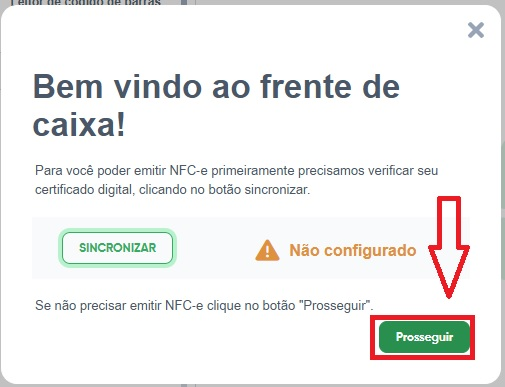 Leitor de código de barras
Bem vindo ao frente de
caixa!
Para você poder emitir NFC-e primeiramente precisamos verificar seu
certificado digital, clicando no botão sincronizar.
SINCRONIZAR
Não configurado
Se não precisar emitir NFC-e clique no botão "Prosseguir".
Prosseguir